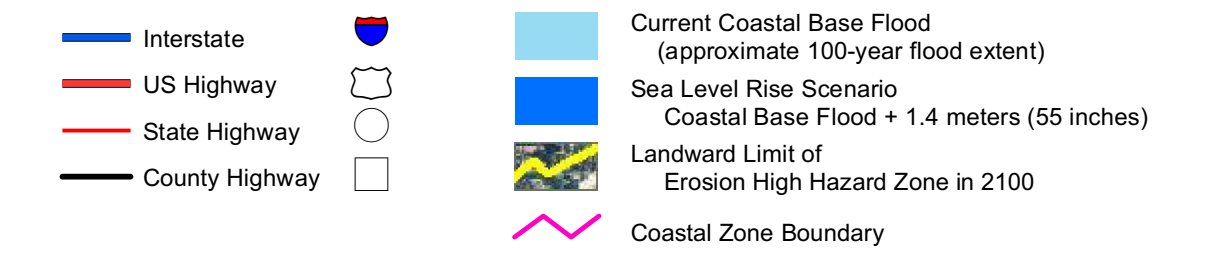 Interstate
US Highway
State Highway
County Highway
Current Coastal Base Flood
(approximate 100-year flood extent)
Sea Level Rise Scenario
Coastal Base Flood + 1.4 meters (55 inches)
Landward Limit of
Erosion High Hazard Zone in 2100
Coastal Zone Boundary